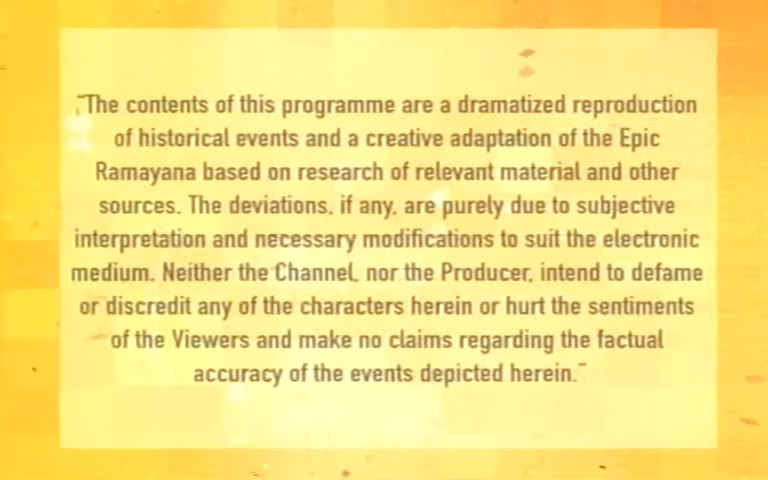 "The contents of this programme are a dramatized reproduction
of historical events and a creative adaptation of the Epic
Ramayana based on research of relevant material and other
sources. The deviations, if any, are purely due to subjective
interpretation and necessary modifications to suit the electronic
medium. Neither the Channel, nor the Producer, intend to defame
or discredit any of the characters herein or hurt the sentiments
of the Viewers and make no claims regarding the factual
accuracy of the events depicted herein."